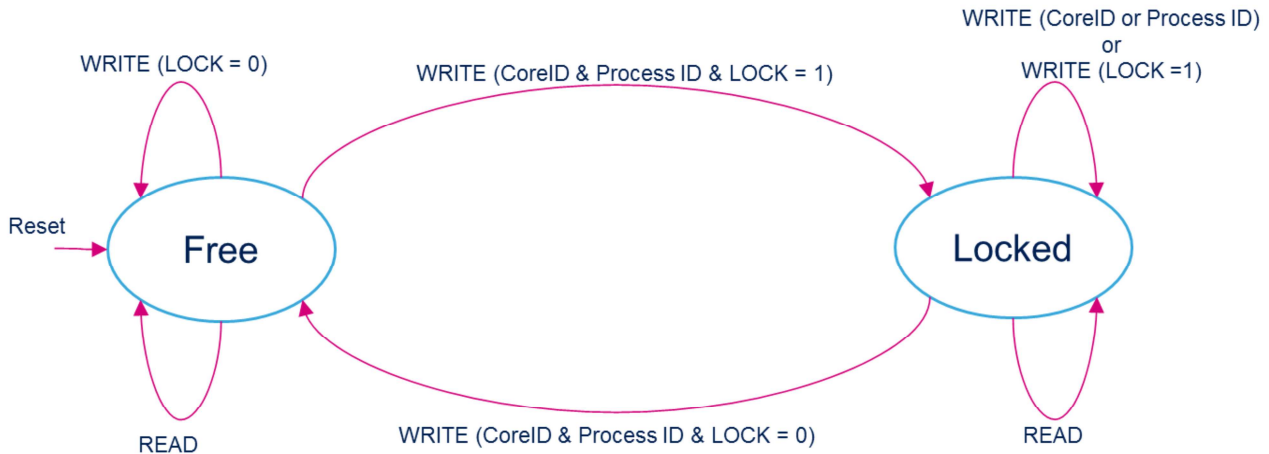 WRITE (CoreID or Process ID)
or
WRITE (LOCK =1)
WRITE (LOCK = 0)
WRITE (CoreID & Process ID & LOCK = 1)
Reset
Free
Locked
READ
WRITE (CoreID & Process ID & LOCK = 0)
READ